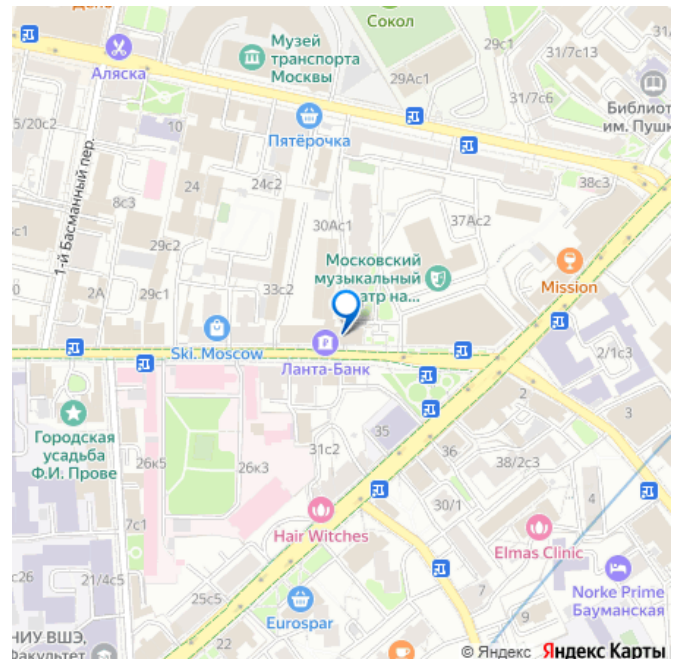 Депо
Сокол
Аляска
Музей
транспорта
Москвы
29Ас1
29с1
31/7с13
31/7с6
Библиот
им. Пушк
5/20с2
10
Пятёрочка
1-й Басманный пер.
24
24с2
38с3
8с3
30Ас1
37Ас2
с1
29с2
Московский
музыкальный
атр на...
Mission
0
2А
29с1
33с2
Ski. Moscow
Ланта-Банк
2/1с3
Городская
усадьба
Ф.И. Прове
26к5
26к3
31с2
35
2
3
36
38/2с3
7с1
Hair Witches
30/1
4
Elmas Clinic
с26
21/4с5
25с5
7
9
Norke Prime
Бауманская
Eurospar
НИУ ВШЭ,
Факультет
22
© Яндекс Яндекс Карты